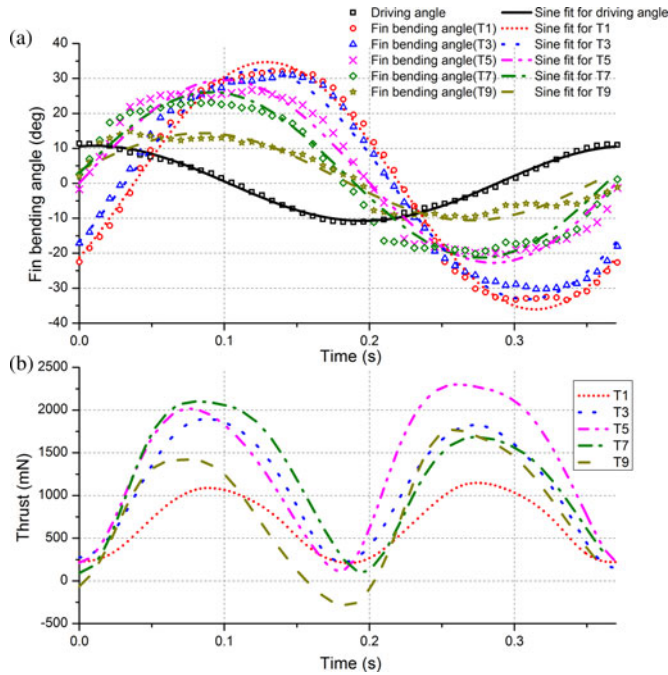 (a)
Driving angle
Fin bending angle(T1)
Fin bending angle(T3)
Fin bending angle(T5)
Fin bending angle(T7)
Fin bending angle(T9)
Sine fit for driving angle
Sine fit for T1
Sine fit for T3
Sine fit for T5
Sine fit for T7
Sine fit for T9
Fin bending angle (deg)
40
30
20
10
0
-10
-20
-30
-40
0.0
0.1
0.2
0.3
Time (s)
(b)
Thrust (mN)
2500
2000
1500
1000
500
0
-500
T1
T3
T5
T7
T9
0.0
0.1
0.2
0.3
Time (s)